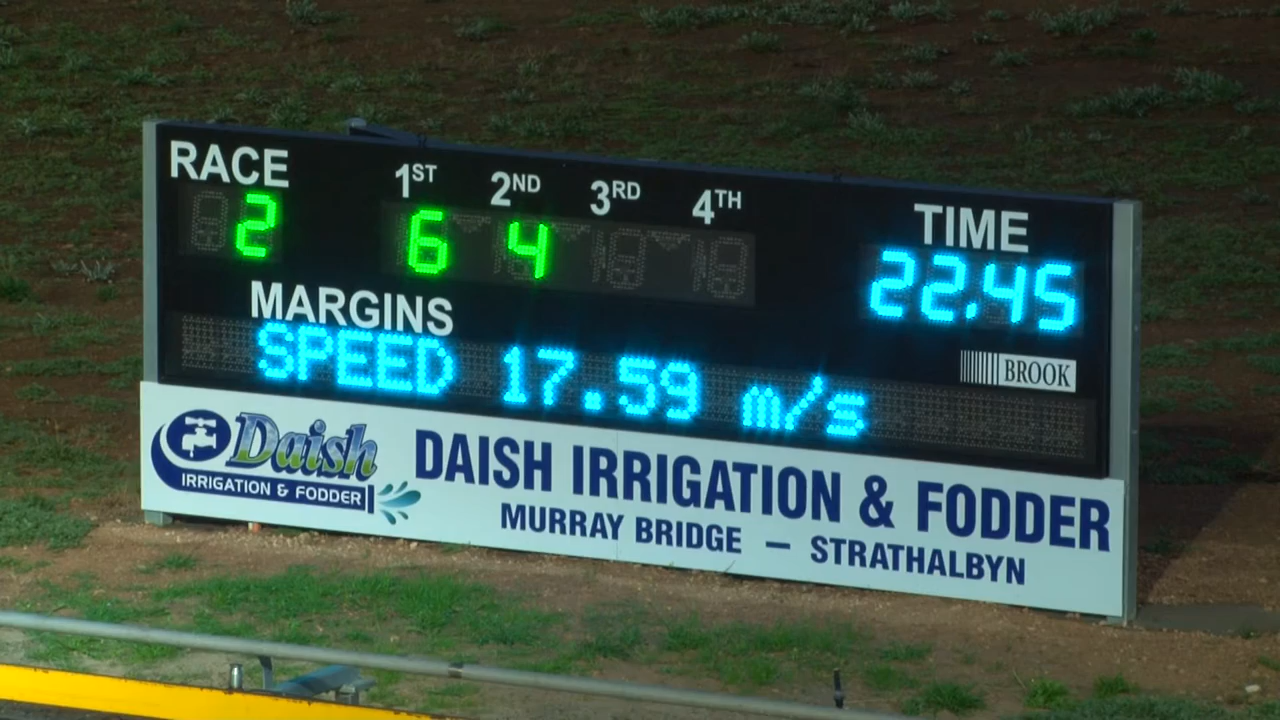 RACE 1ST 2ND 3RD 4TH TIME
2 6 4 22.45
MARGINS
SPEED 17.59 m/s
BROOK
Daish
IRRIGATION & FODDER
DAISH IRRIGATION & FODDER
MURRAY BRIDGE – STRATHALBYN